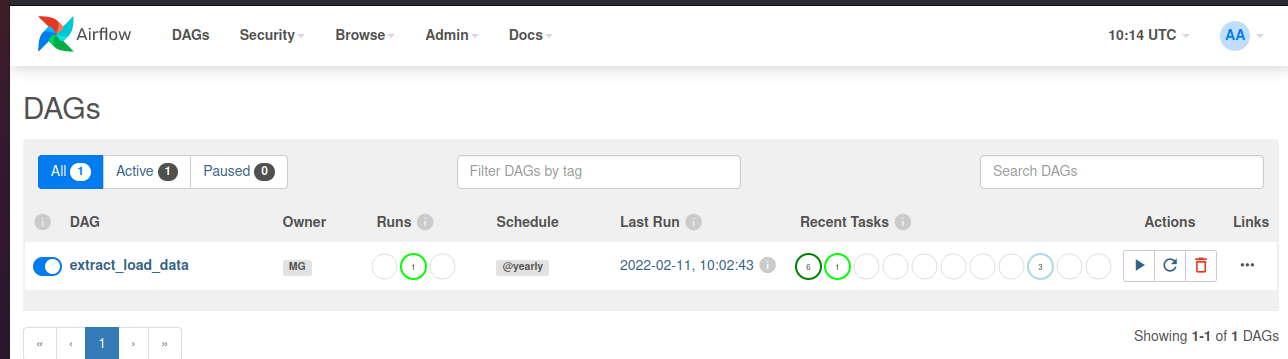 Airflow DAGs Security Browse Admin Docs 10:14 UTC AA
DAGs
All 1 Active 1 Paused 0 Filter DAGs by tag Search DAGs
i DAG Owner Runs i Schedule Last Run i Recent Tasks i Actions Links
extract_load_data MG 1 @yearly 2022-02-11, 10:02:43 i 6 1 3 ...
« ‹ 1 › » Showing 1-1 of 1 DAGs